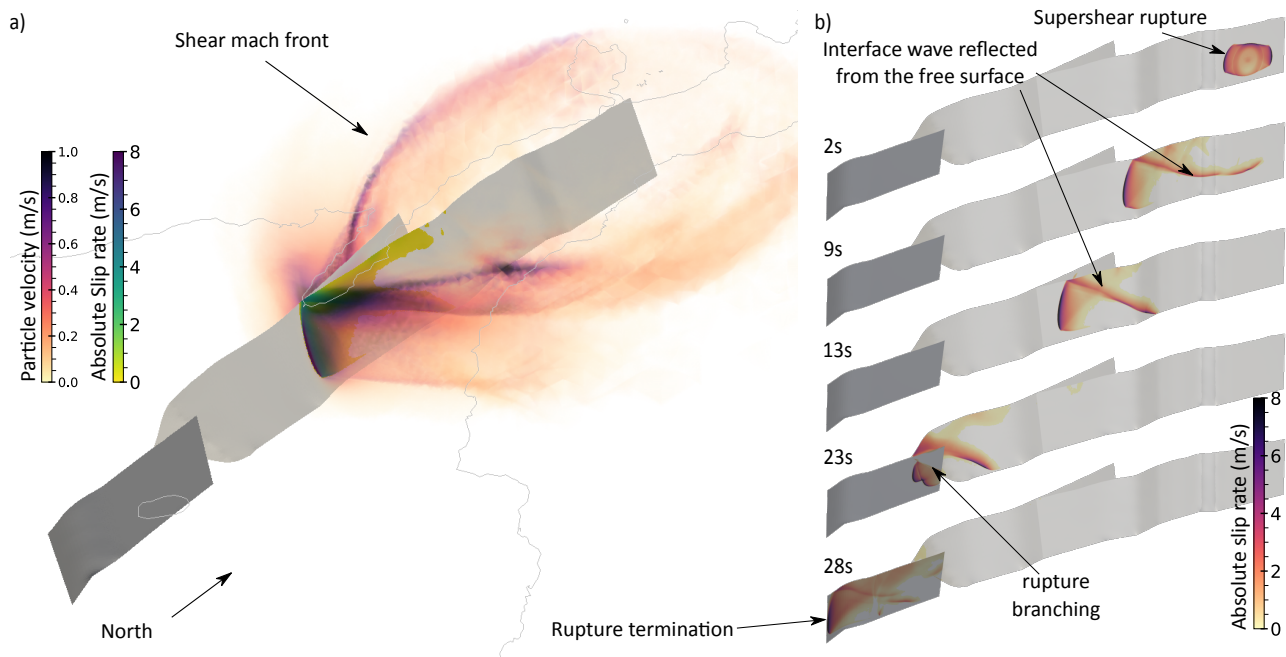 a)
Shear mach front
Particle velocity (m/s)
1.0
0.8
0.6
0.4
0.2
0.0
Absolute Slip rate (m/s)
8
6
4
2
0
North
b)
Supershear rupture
Interface wave reflected
from the free surface
2s
9s
13s
23s
28s
rupture
branching
Rupture termination
Absolute slip rate (m/s)
8
6
4
2
0